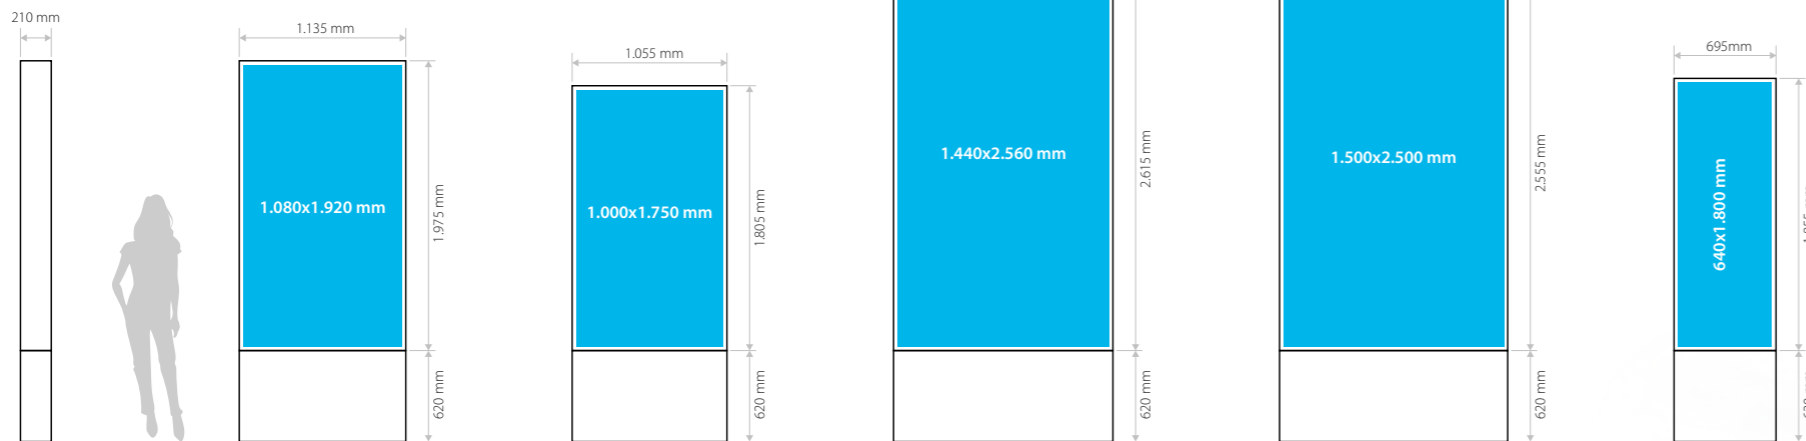 210 mm
1.135 mm
1.080x1.920 mm
1.975 mm
620 mm
1.055 mm
1.000x1.750 mm
1.805 mm
620 mm
1.440x2.560 mm
2.615 mm
620 mm
1.500x2.500 mm
2.555 mm
620 mm
695mm
640x1.800 mm